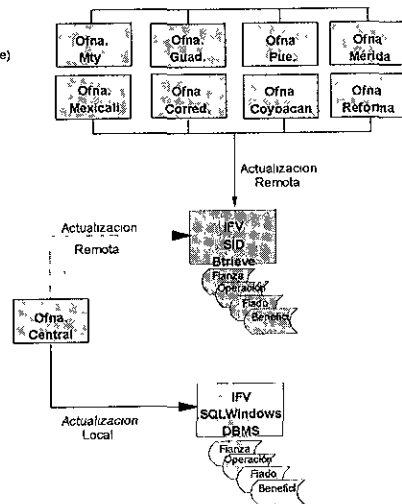 e)
Ofna.
Mty
Ofna.
Guad.
Ofna
Pue.
Ofna
Merida
Ofna.
Mexicali
Ofna
Corred.
Ofna
Coyoacan
Ofna
Reforma
Actualizacion
Remota
Actualizacion
Remota
IFV
SID
Btrieve
Fianza
Operación
Fiado
Benefici
Ofna.
Central
Actualizacion
Local
IFV
SQLWindows
DBMS
Fianza
Operación
Fiado
Benefici